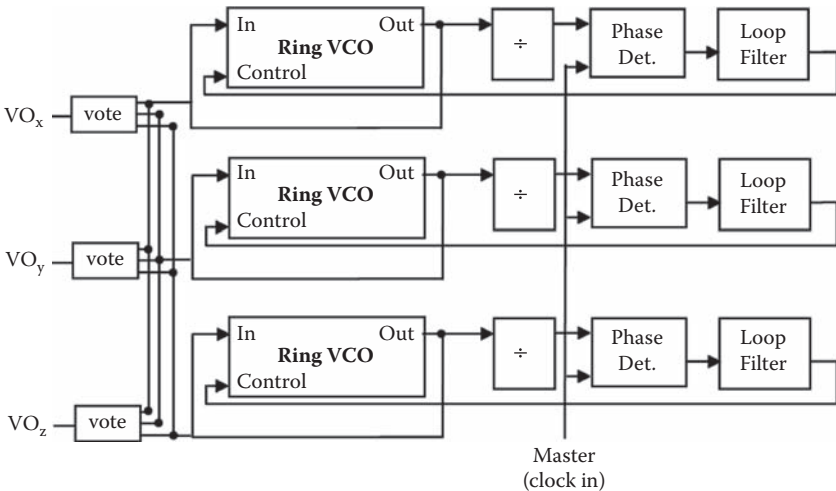 In Out
Ring VCO
Control
÷
Phase
Det.
Loop
Filter
VOx
vote
In Out
Ring VCO
Control
÷
Phase
Det.
Loop
Filter
VOy
vote
In Out
Ring VCO
Control
÷
Phase
Det.
Loop
Filter
VOz
vote
Master
(clock in)